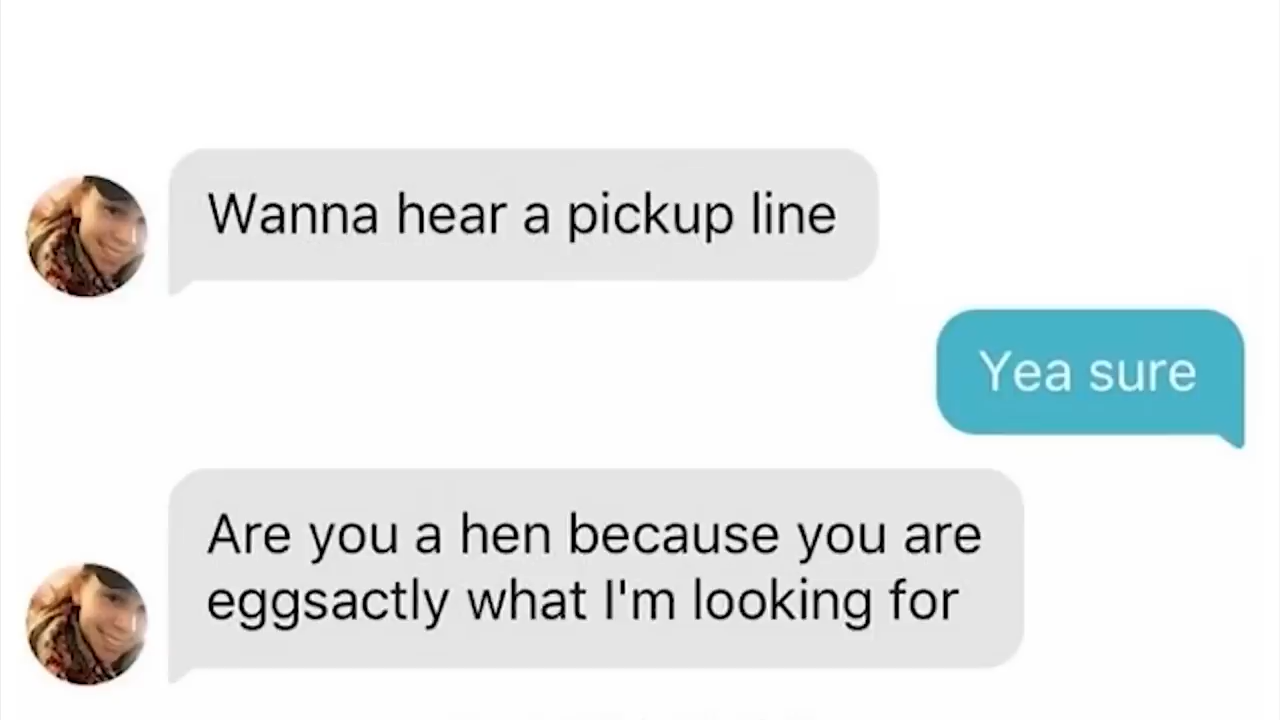 Wanna hear a pickup line
Yea sure
Are you a hen because you are
eggsactly what I'm looking for